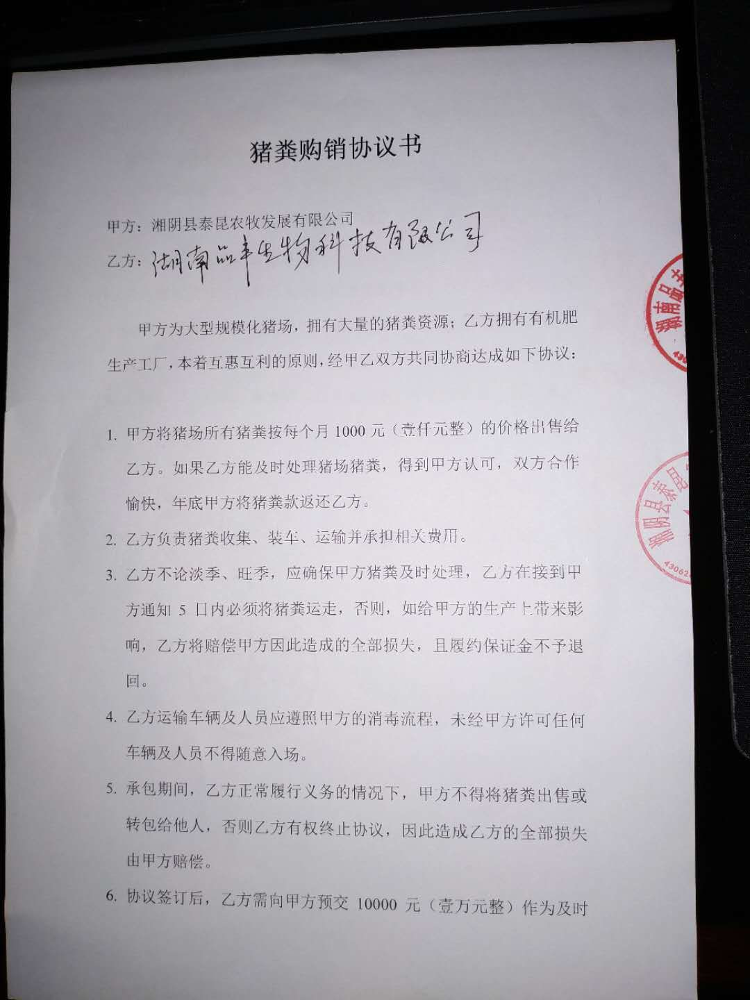 猪粪购销协议书
甲方：湘阴县泰昆农牧发展有限公司
乙方：湖南品丰生物科技有限公司
甲方为大型规模化猪场，拥有大量的猪粪资源；乙方拥有有机肥
生产工厂，本着互惠互利的原则，经甲乙双方共同协商达成如下协议：
1. 甲方将猪场所有猪粪按每个月 1000 元（壹仟元整）的价格出售给
乙方。如果乙方能及时处理猪场猪粪，得到甲方认可，双方合作
愉快，年底甲方将猪粪款返还乙方。
2. 乙方负责猪粪收集、装车、运输并承担相关费用。
3. 乙方不论淡季、旺季，应确保甲方猪粪及时处理，乙方在接到甲
方通知 5 日内必须将猪粪运走，否则，如给甲方的生产上带来影
响，乙方将赔偿甲方因此造成的全部损失，且履约保证金不予退
回。
4. 乙方运输车辆及人员应遵照甲方的消毒流程，未经甲方许可任何
车辆及人员不得随意入场。
5. 承包期间，乙方正常履行义务的情况下，甲方不得将猪粪出售或
转包给他人，否则乙方有权终止协议，因此造成乙方的全部损失
由甲方赔偿。
6. 协议签订后，乙方需向甲方预交 10000 元（壹万元整）作为及时
湖南品丰
430
湘阴县泰昆
43062